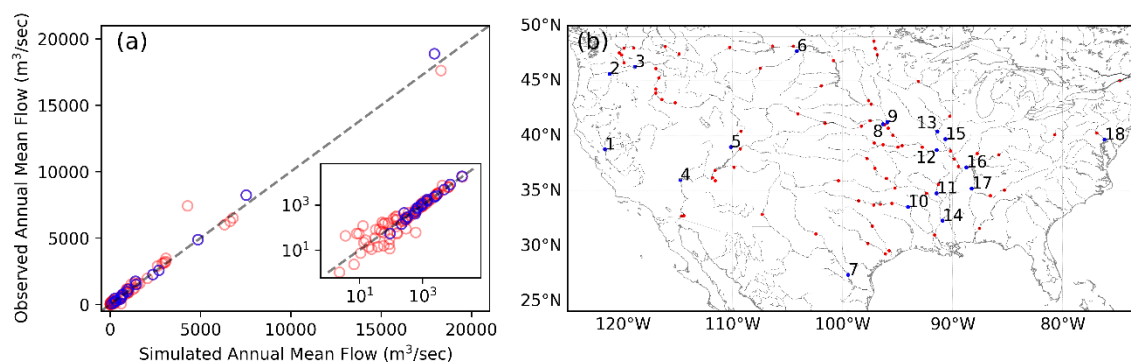 (a)
Observed Annual Mean Flow (m³/sec)
20000
15000
10000
5000
0
10³
10¹
10¹
10³
0
5000
10000
15000
20000
Simulated Annual Mean Flow (m³/sec)
(b)
50°N
45°N
40°N
35°N
30°N
25°N
6
2
3
9
8
13
15
18
1
5
12
16
4
11
17
10
14
7
120°W
110°W
100°W
90°W
80°W